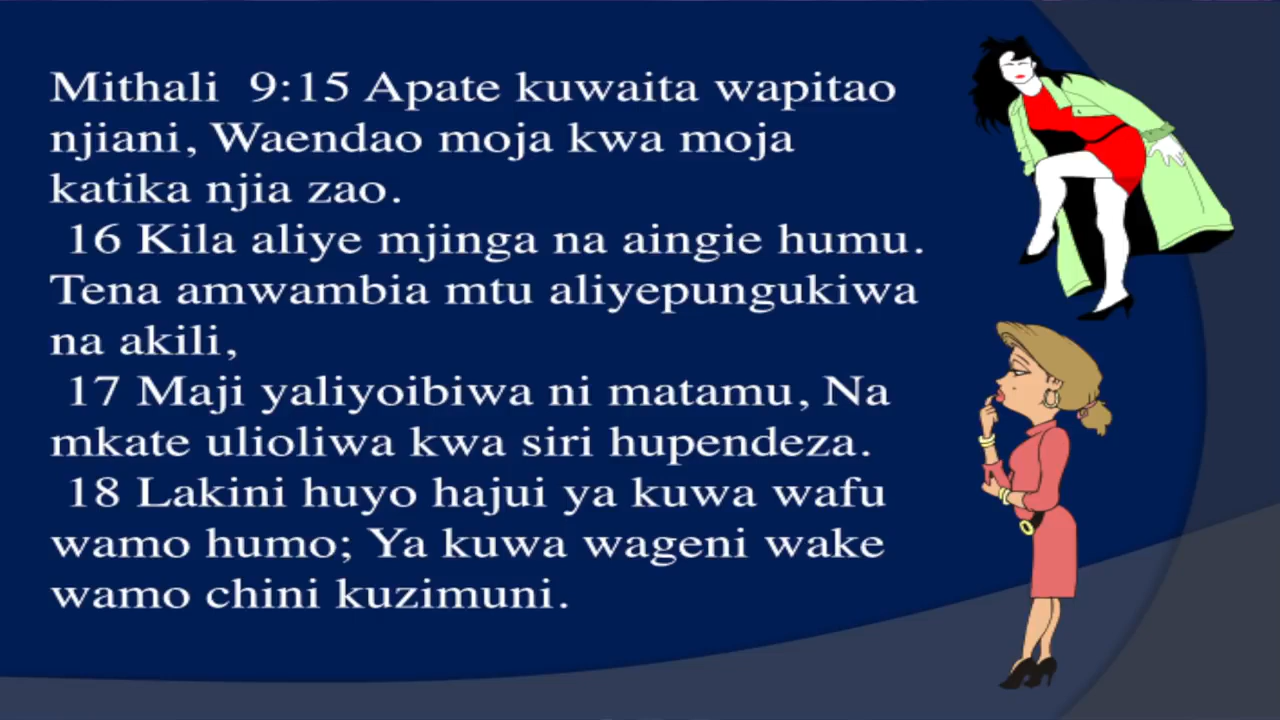 Mithali 9:15 Apate kuwaita wapitao
njiani, Waendao moja kwa moja
katika njia zao.
16 Kila aliye mjinga na aingie humu.
Tena amwambia mtu aliyepungukiwa
na akili,
17 Maji yaliyoibiwa ni matamu, Na
mkate ulioliwa kwa siri hupendeza.
18 Lakini huyo hajui ya kuwa wafu
wamo humo; Ya kuwa wageni wake
wamo chini kuzimuni.